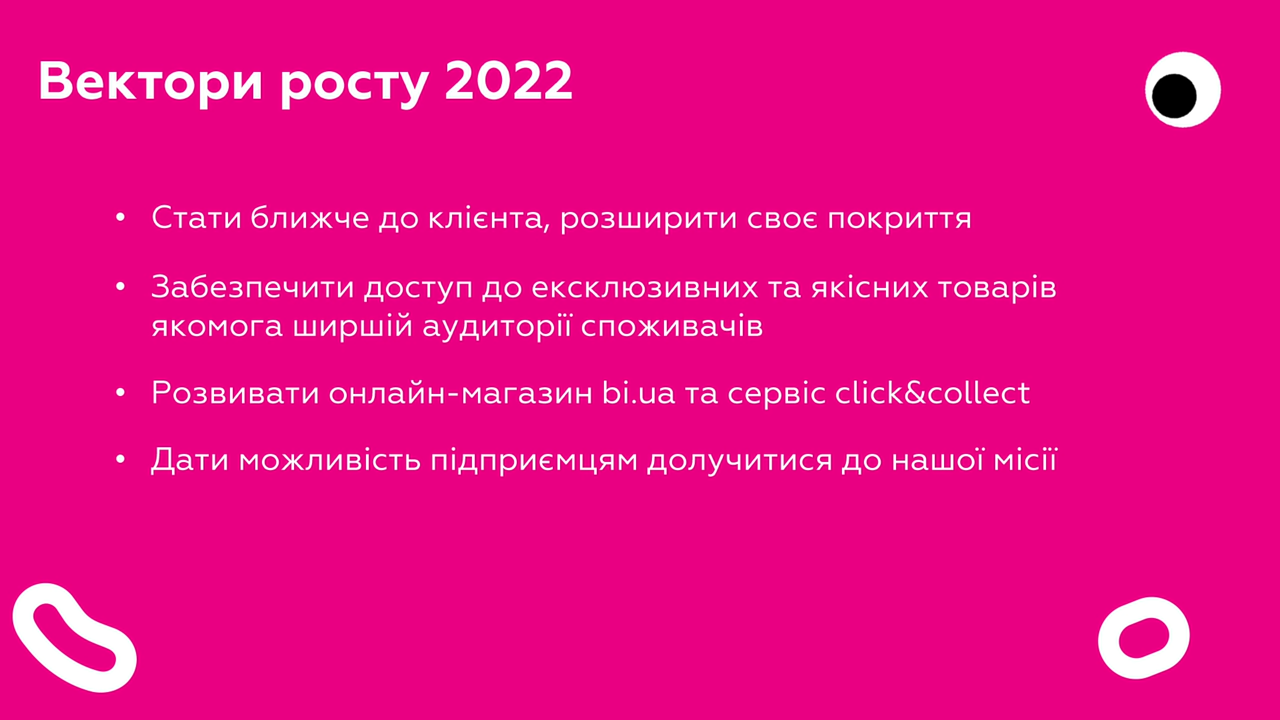 Вектори росту 2022
• Стати ближче до клієнта, розширити своє покриття
• Забезпечити доступ до ексклюзивних та якісних товарів
якомога ширшій аудиторії споживачів
• Розвивати онлайн-магазин bi.ua та сервіс click&collect
• Дати можливість підприємцям долучитися до нашої місії